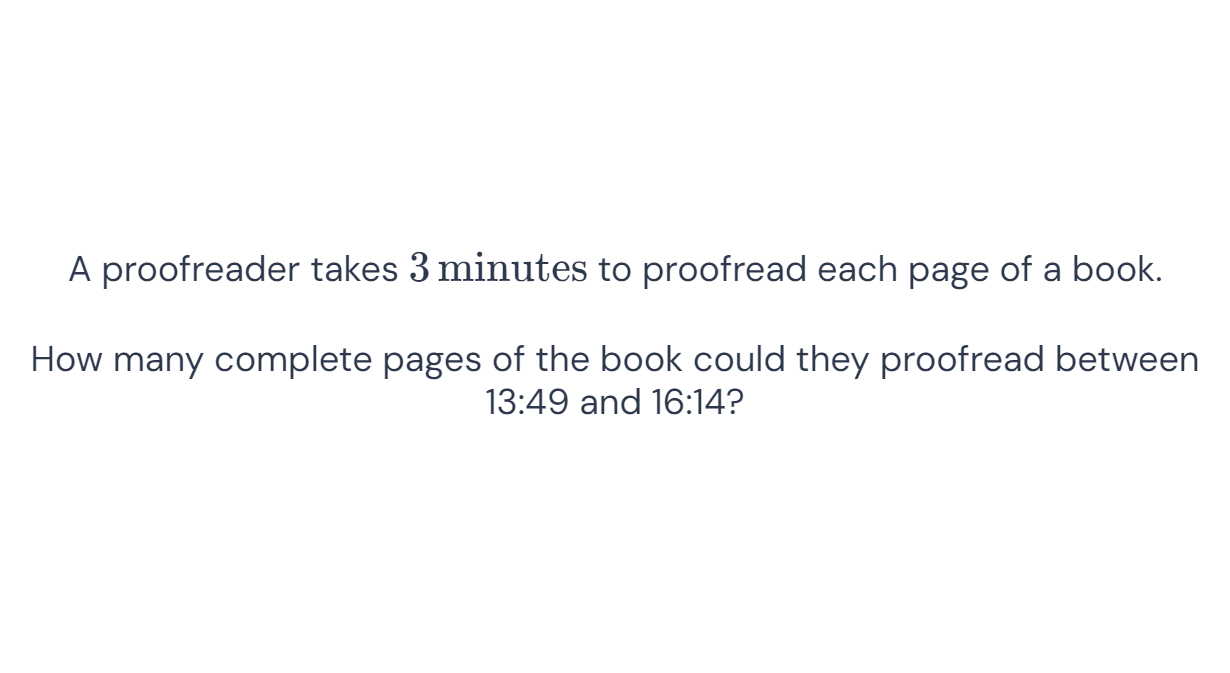 A proofreader takes 3 minutes to proofread each page of a book.
How many complete pages of the book could they proofread between
13:49 and 16:14?